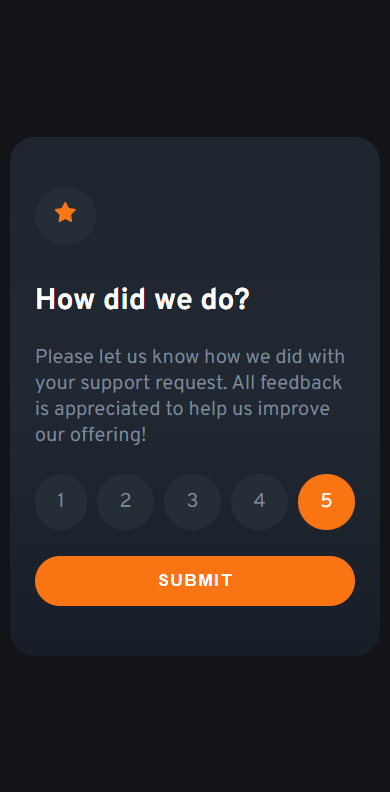 How did we do?
Please let us know how we did with
your support request. All feedback
is appreciated to help us improve
our offering!
1 2 3 4 5
SUBMIT